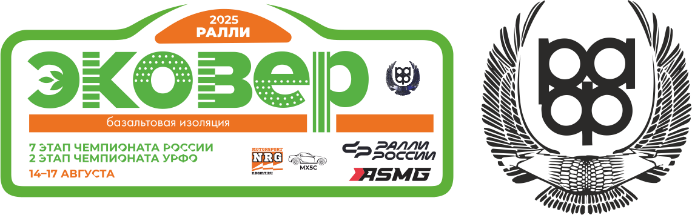 2025
РАЛЛИ
ЭКОВЕР
базальтовая изоляция
7 ЭТАП ЧЕМПИОНАТА РОССИИ
2 ЭТАП ЧЕМПИОНАТА УРФО
14–17 АВГУСТА
NRG
MXSC
РАЛЛИ
РОССИИ
ASMG
раф